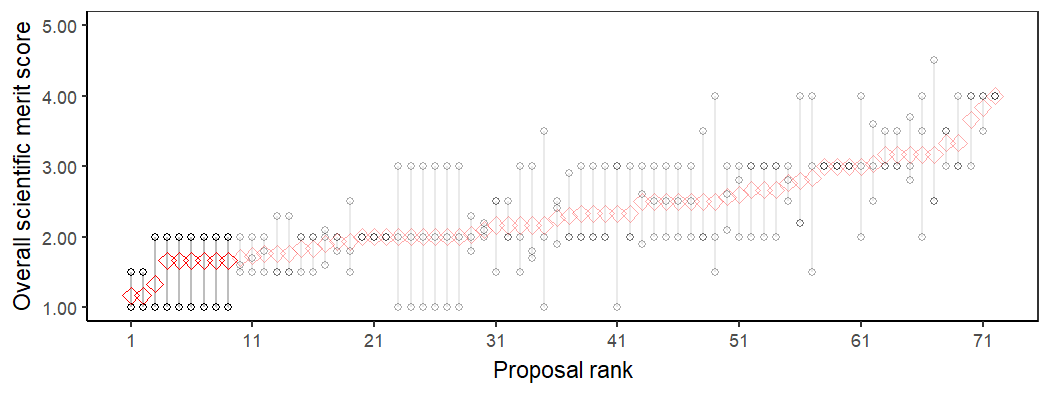 Overall scientific merit score
5.00
4.00
3.00
2.00
1.00
1 11 21 31 41 51 61 71
Proposal rank